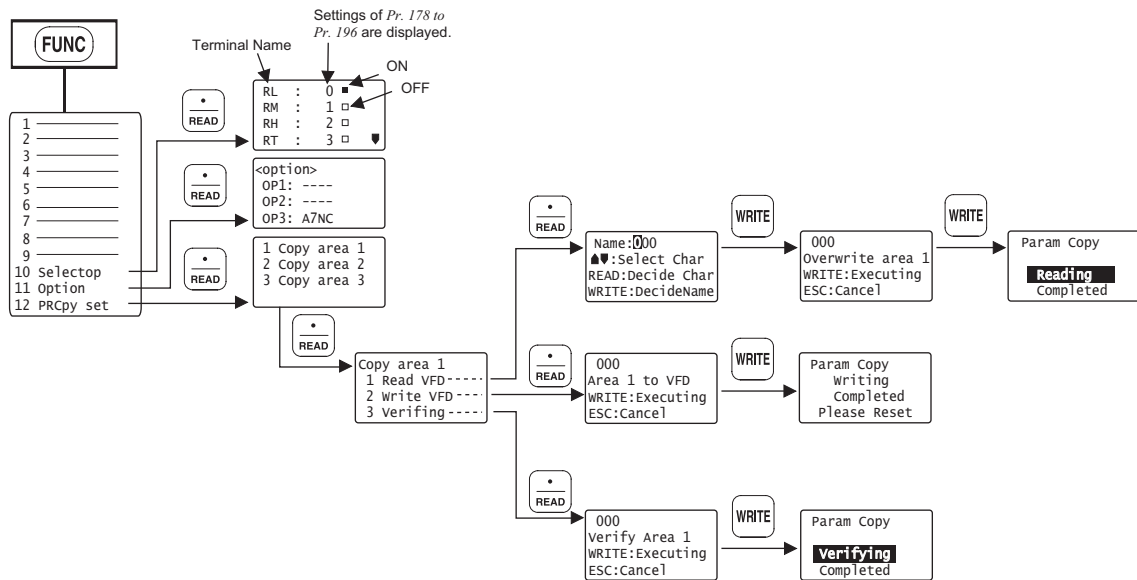 FUNC
Settings of Pr. 178 to
Pr. 196 are displayed.
Terminal Name
ON
OFF
1
2
3
4
5
6
7
8
9
10 Selectop
11 Option
12 PRCpy set
•
READ
RL : 0 ■
RM : 1 □
RH : 2 □
RT : 3 □
•
READ
<option>
OP1: ----
OP2: ----
OP3: A7NC
•
READ
1 Copy area 1
2 Copy area 2
3 Copy area 3
•
READ
Copy area 1
1 Read VFD-----
2 Write VFD----
3 Verifing-----
•
READ
Name:000
▲▼:Select Char
READ:Decide Char
WRITE:DecideName
WRITE
000
Overwrite area 1
WRITE:Executing
ESC:Cancel
WRITE
Param Copy
Reading
Completed
•
READ
000
Area 1 to VFD
WRITE:Executing
ESC:Cancel
WRITE
Param Copy
Writing
Completed
Please Reset
•
READ
000
Verify Area 1
WRITE:Executing
ESC:Cancel
WRITE
Param Copy
Verifying
Completed